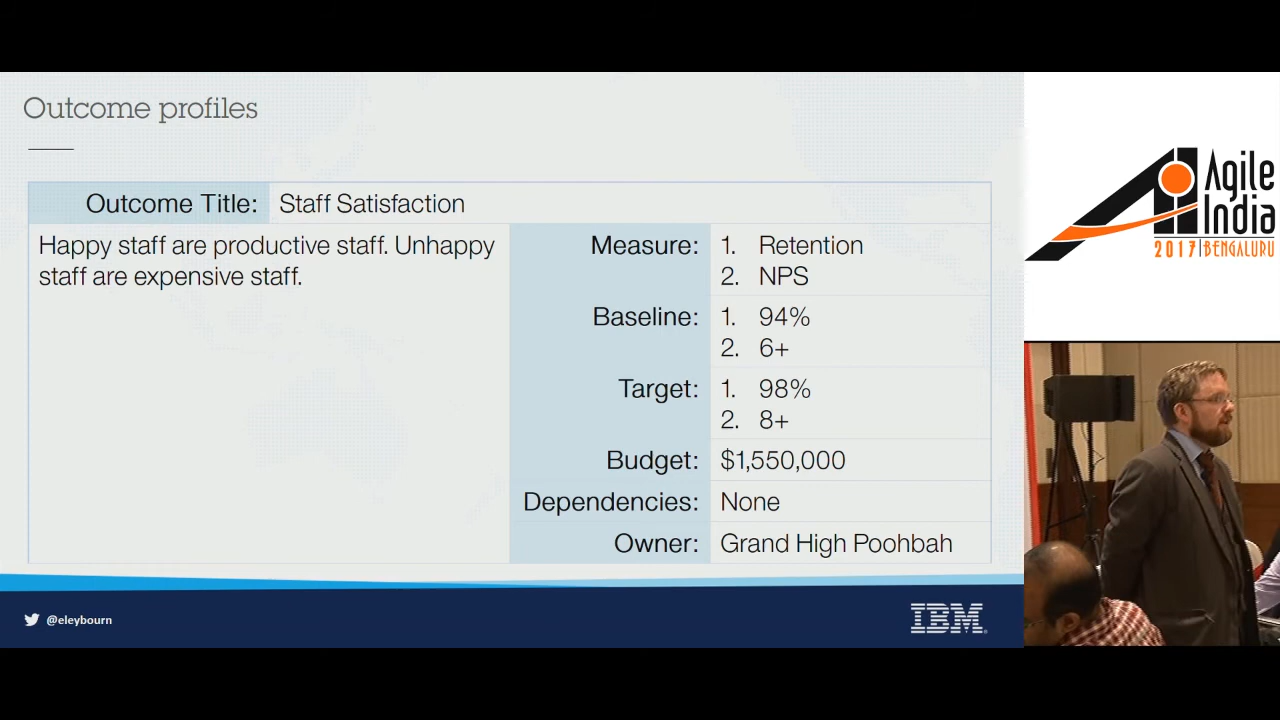 Outcome profiles
Outcome Title: Staff Satisfaction
Happy staff are productive staff. Unhappy
staff are expensive staff.
Measure: 1. Retention
2. NPS
Baseline: 1. 94%
2. 6+
Target: 1. 98%
2. 8+
Budget: $1,550,000
Dependencies: None
Owner: Grand High Poohbah
@eleybourn
IBM
Agile
India
2017 | BENGALURU